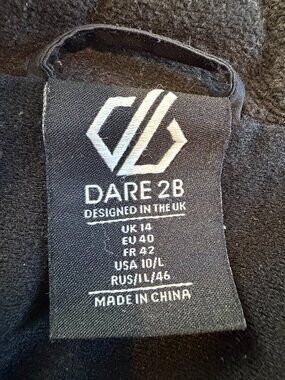 DARE 2B
DESIGNED IN THE UK
UK 14
EU 40
FR 42
USA 10/L
RUS/IL/46
MADE IN CHINA